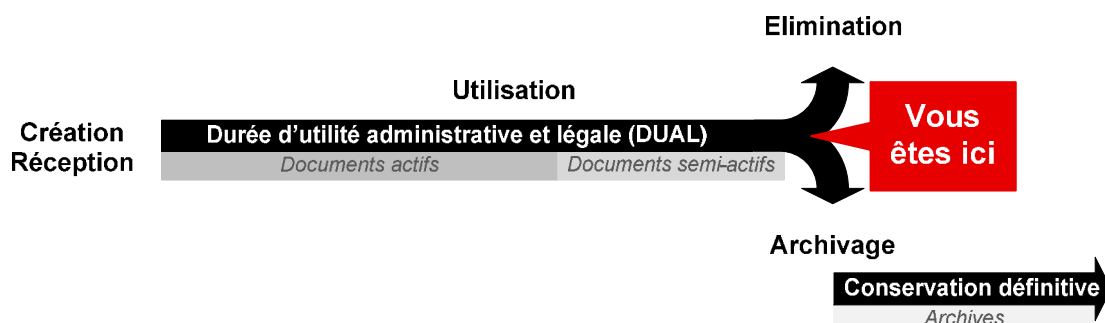 Elimination
Utilisation
Vous
êtes ici
Création
Réception
Durée d'utilité administrative et légale (DUAL)
Documents actifs
Documents semi-actifs
Archivage
Conservation définitive
Archives